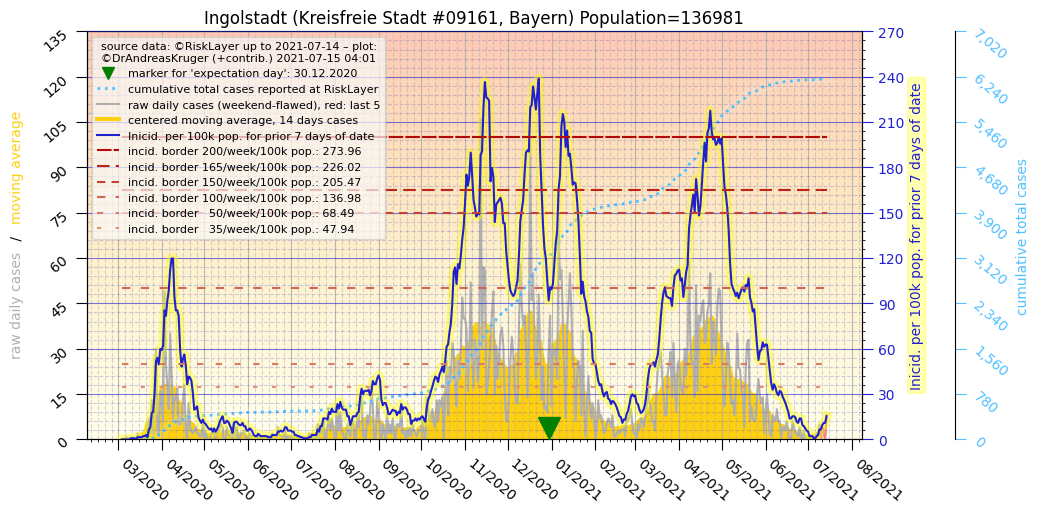 Ingolstadt (Kreisfreie Stadt #09161, Bayern) Population=136981
source data: ©RiskLayer up to 2021-07-14 – plot:
©DrAndreasKruger (+contrib.) 2021-07-15 04:01
marker for 'expectation day': 30.12.2020
cumulative total cases reported at RiskLayer
raw daily cases (weekend-flawed), red: last 5
centered moving average, 14 days cases
Inicid. per 100k pop. for prior 7 days of date
incid. border 200/week/100k pop.: 273.96
incid. border 165/week/100k pop.: 226.02
incid. border 150/week/100k pop.: 205.47
incid. border 100/week/100k pop.: 136.98
incid. border   50/week/100k pop.: 68.49
incid. border   35/week/100k pop.: 47.94
raw daily cases   /   moving average
135
120
105
90
75
60
45
30
15
0
270
240
210
180
150
120
90
60
30
0
Inicid. per 100k pop. for prior 7 days of date
7,020
6,240
5,460
4,680
3,900
3,120
2,340
1,560
780
0
cumulative total cases
03/2020
04/2020
05/2020
06/2020
07/2020
08/2020
09/2020
10/2020
11/2020
12/2020
01/2021
02/2021
03/2021
04/2021
05/2021
06/2021
07/2021
08/2021